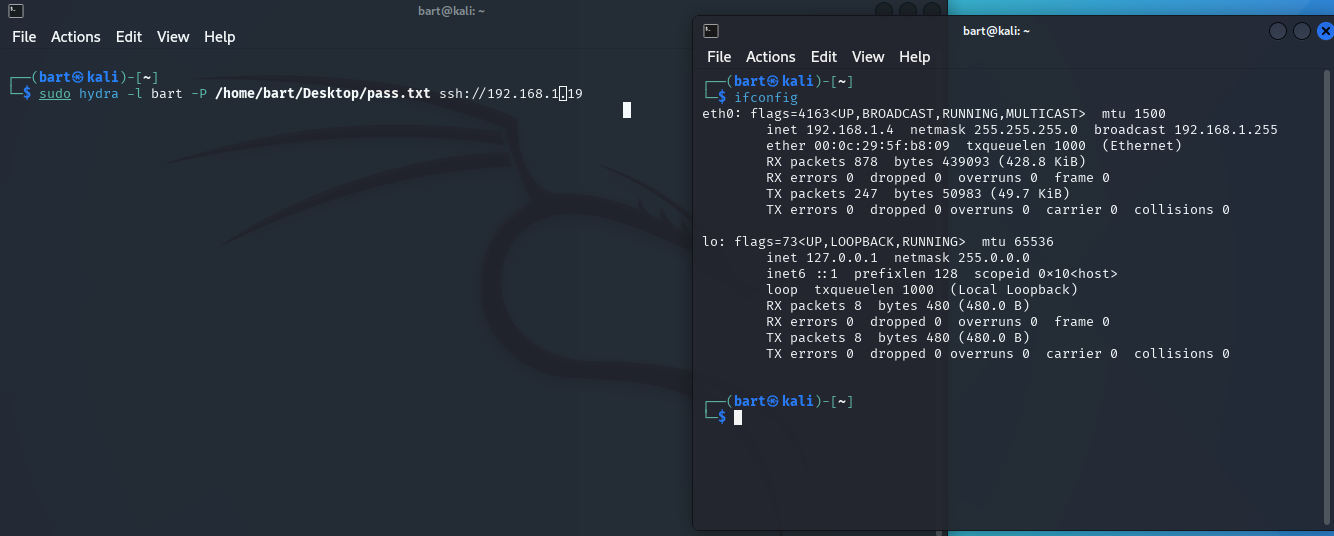 bart@kali: ~
File Actions Edit View Help
┌──(bart㉿kali)-[~]
└─$ sudo hydra -l bart -P /home/bart/Desktop/pass.txt ssh://192.168.1.19
bart@kali: ~
File Actions Edit View Help
┌──(bart㉿kali)-[~]
└─$ ifconfig
eth0: flags=4163<UP,BROADCAST,RUNNING,MULTICAST>  mtu 1500
        inet 192.168.1.4  netmask 255.255.255.0  broadcast 192.168.1.255
        ether 00:0c:29:5f:b8:09  txqueuelen 1000  (Ethernet)
        RX packets 878  bytes 439093 (428.8 KiB)
        RX errors 0  dropped 0  overruns 0  frame 0
        TX packets 247  bytes 50983 (49.7 KiB)
        TX errors 0  dropped 0 overruns 0  carrier 0  collisions 0
lo: flags=73<UP,LOOPBACK,RUNNING>  mtu 65536
        inet 127.0.0.1  netmask 255.0.0.0
        inet6 ::1  prefixlen 128  scopeid 0×10<host>
        loop  txqueuelen 1000  (Local Loopback)
        RX packets 8  bytes 480 (480.0 B)
        RX errors 0  dropped 0  overruns 0  frame 0
        TX packets 8  bytes 480 (480.0 B)
        TX errors 0  dropped 0 overruns 0  carrier 0  collisions 0
┌──(bart㉿kali)-[~]
└─$